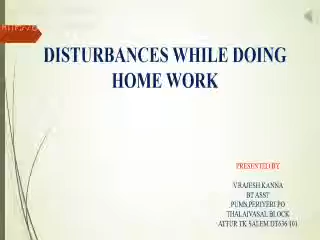 DISTURBANCES WHILE DOING
HOME WORK
PRESENTED BY
V.RAJESH KANNA
BT ASST
PUMS,PERIYERI PO
THALAIVASAL BLOCK
ATTUR TK SALEM DT636 101